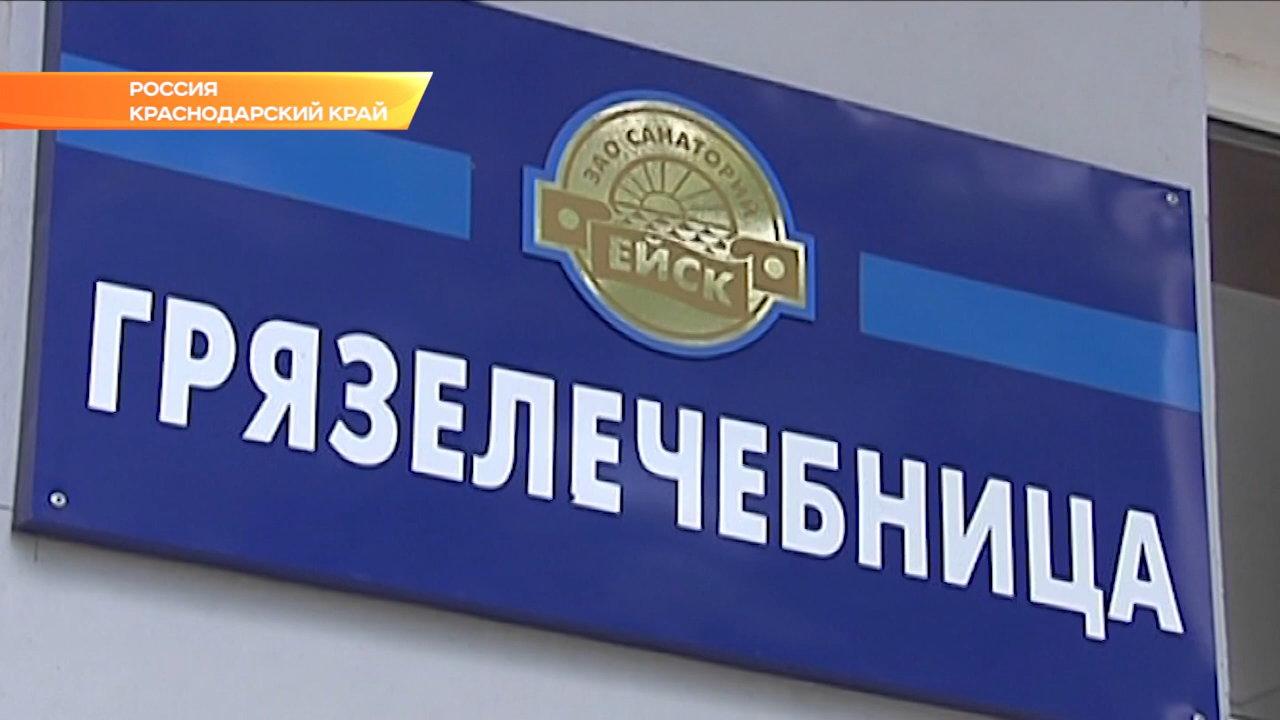 РОССИЯ
КРАСНОДАРСКИЙ КРАЙ
ЗАО САНАТОРИЙ
ЕЙСК
ГРЯЗЕЛЕЧЕБНИЦА